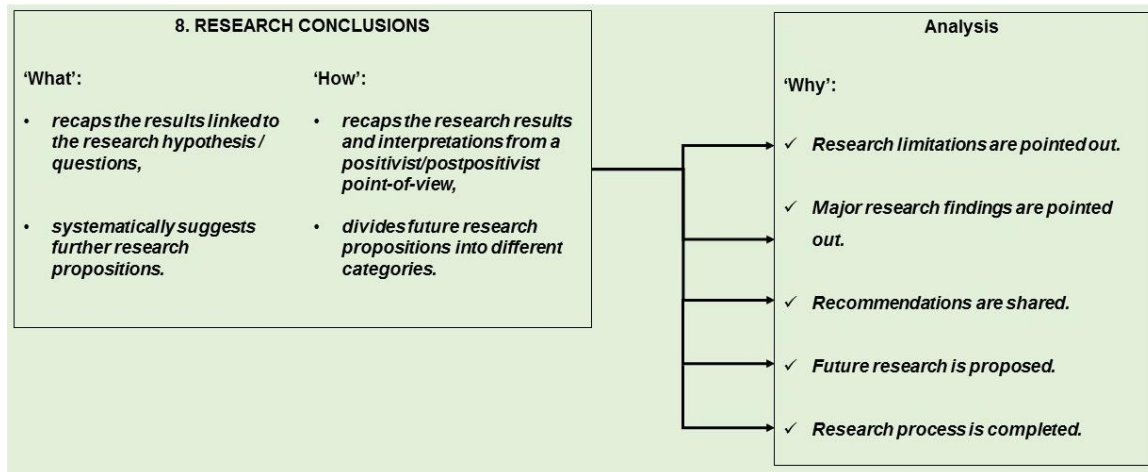 8. RESEARCH CONCLUSIONS
‘What’:
• recaps the results linked to
the research hypothesis /
questions,
• systematically suggests
further research
propositions.
‘How’:
• recaps the research results
and interpretations from a
positivist/postpositivist
point-of-view,
• divides future research
propositions into different
categories.
Analysis
‘Why’:
✓ Research limitations are pointed out.
✓ Major research findings are pointed
out.
✓ Recommendations are shared.
✓ Future research is proposed.
✓ Research process is completed.